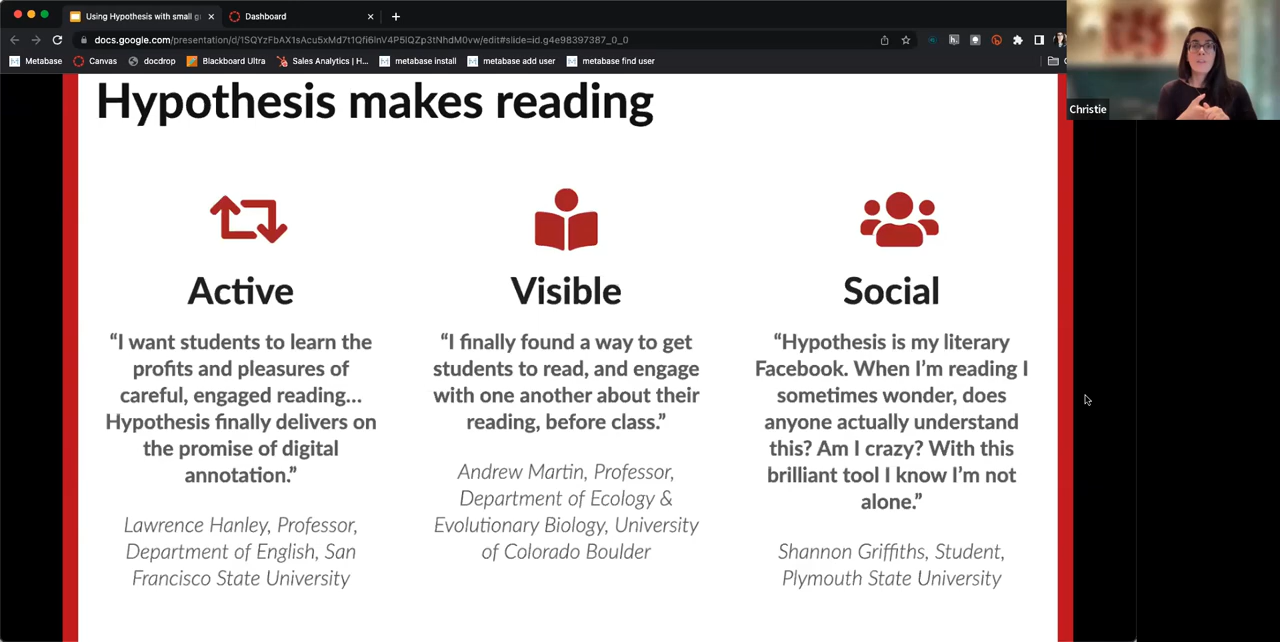 Using Hypothesis with small g
Dashboard
docs.google.com/presentation/d/1SQYzFbAX1sAcu5xMd7t1Qfi6InV4P5IQZp3tNhdM0vw/edit#slide=id.g4e98397387_0_0
Metabase Canvas docdrop Blackboard Ultra Sales Analytics | H... metabase install metabase add user metabase find user
Christie
Hypothesis makes reading
Active
“I want students to learn the
profits and pleasures of
careful, engaged reading...
Hypothesis finally delivers on
the promise of digital
annotation.”
Lawrence Hanley, Professor,
Department of English, San
Francisco State University
Visible
“I finally found a way to get
students to read, and engage
with one another about their
reading, before class.”
Andrew Martin, Professor,
Department of Ecology &
Evolutionary Biology, University
of Colorado Boulder
Social
“Hypothesis is my literary
Facebook. When I’m reading I
sometimes wonder, does
anyone actually understand
this? Am I crazy? With this
brilliant tool I know I’m not
alone.”
Shannon Griffiths, Student,
Plymouth State University